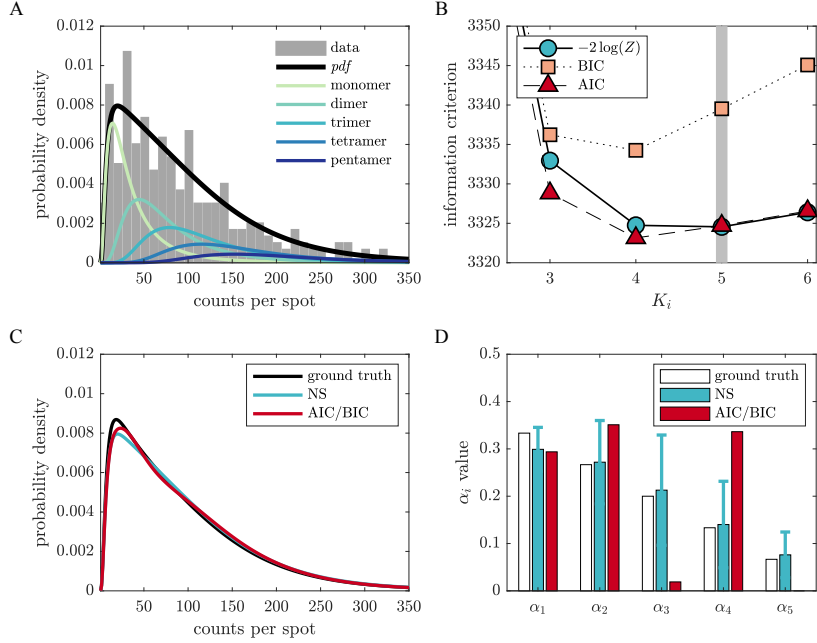 A
probability density
0.012
0.01
0.008
0.006
0.004
0.002
0
50
100
150
200
250
300
350
counts per spot
data
pdf
monomer
dimer
trimer
tetramer
pentamer
B
information criterion
3350
3345
3340
3335
3330
3325
3320
3
4
5
6
K_i
−2 log(Z)
BIC
AIC
C
probability density
0.012
0.01
0.008
0.006
0.004
0.002
0
50
100
150
200
250
300
350
counts per spot
ground truth
NS
AIC/BIC
D
α_i value
0.5
0.4
0.3
0.2
0.1
0
α_1
α_2
α_3
α_4
α_5
ground truth
NS
AIC/BIC